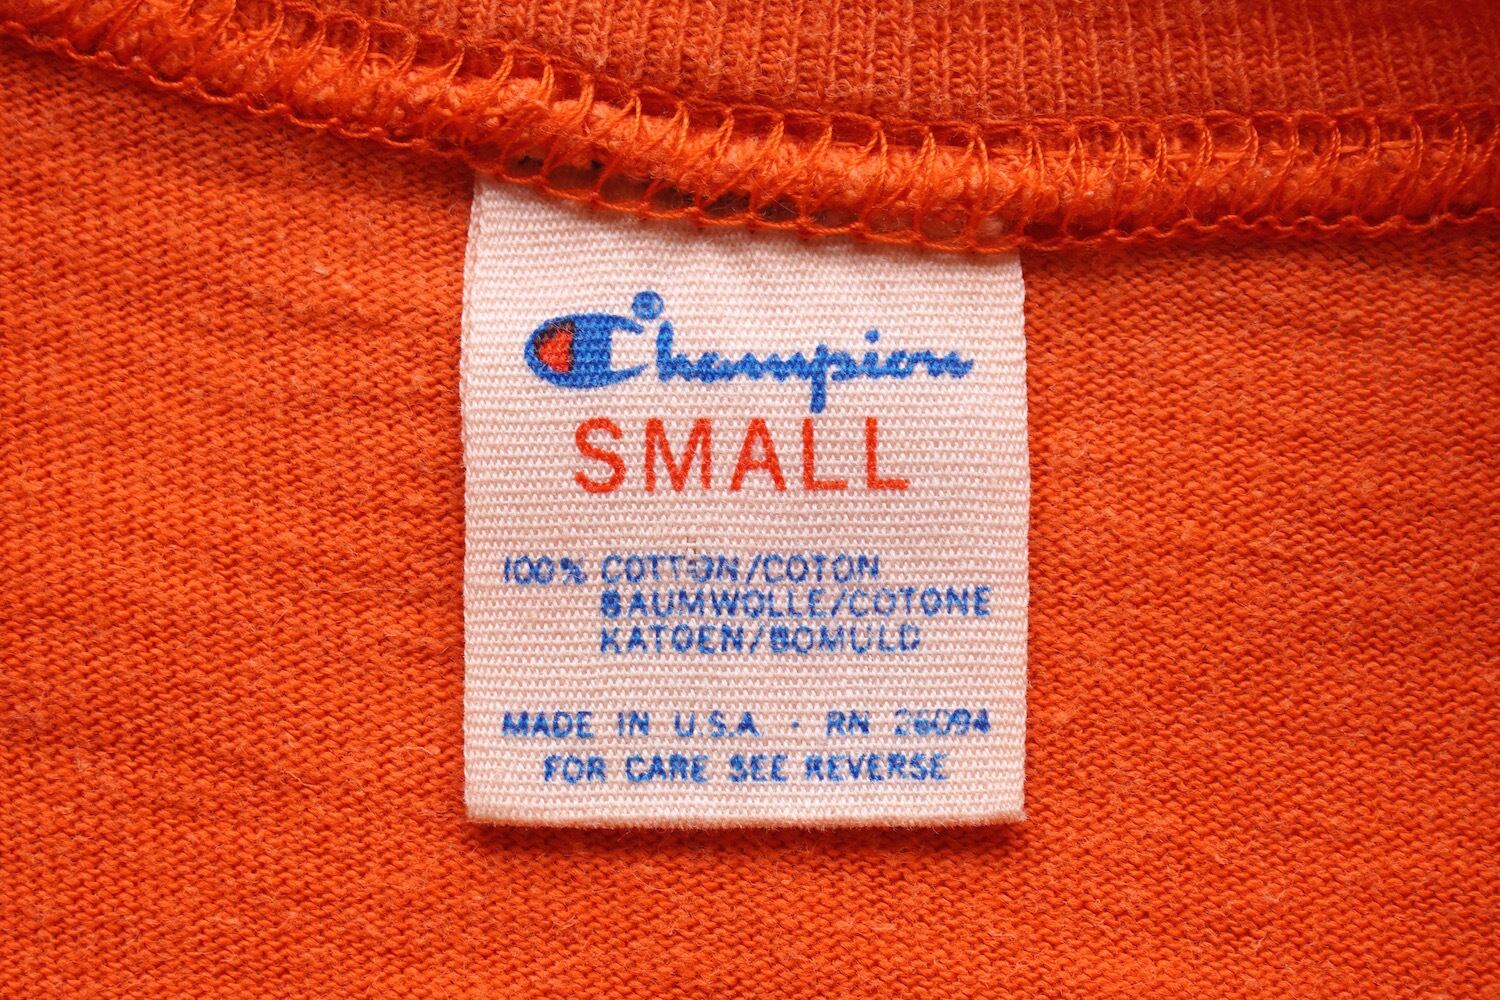 Champion
SMALL
100% COTTON/COTON
BAUMWOLLE/COTONE
KATOEN/BOMULD
MADE IN U.S.A. · RN 26094
FOR CARE SEE REVERSE